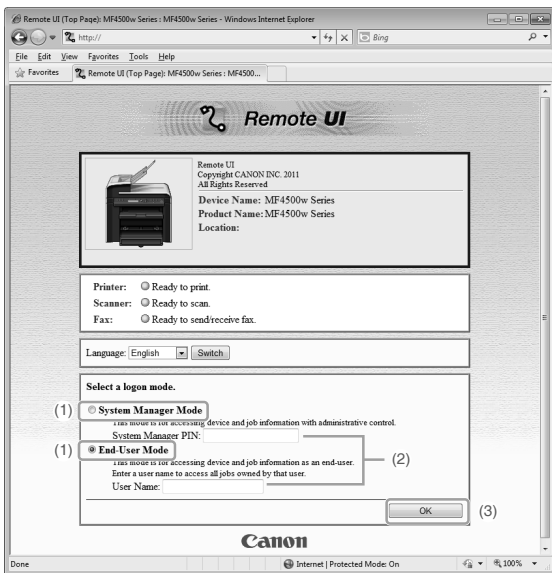 Remote UI (Top Page): MF4500w Series : MF4500w Series - Windows Internet Explorer
http://
Bing
File Edit View Favorites Tools Help
Favorites
Remote UI (Top Page): MF4500w Series : MF4500...
Remote UI
Remote UI
Copyright CANON INC. 2011
All Rights Reserved
Device Name: MF4500w Series
Product Name: MF4500w Series
Location:
Printer: Ready to print.
Scanner: Ready to scan.
Fax: Ready to send/receive fax.
Language: English Switch
Select a logon mode.
(1) System Manager Mode
This mode is for accessing device and job information with administrative control.
System Manager PIN:
(1) End-User Mode
(2)
This mode is for accessing device and job information as an end-user.
Enter a user name to access all jobs owned by that user.
User Name:
OK (3)
Canon
Done Internet | Protected Mode: On 100%